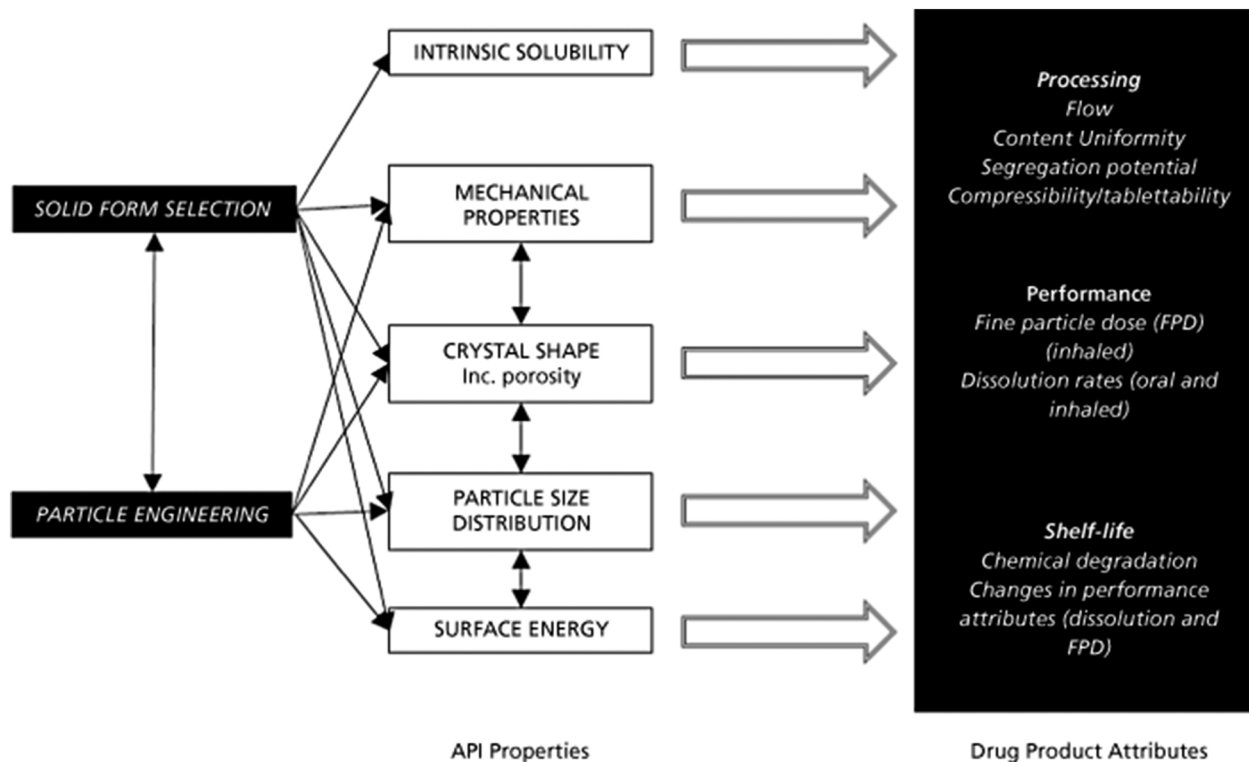 INTRINSIC SOLUBILITY
SOLID FORM SELECTION
MECHANICAL
PROPERTIES
CRYSTAL SHAPE
Inc. porosity
PARTICLE ENGINEERING
PARTICLE SIZE
DISTRIBUTION
SURFACE ENERGY
API Properties
Processing
Flow
Content Uniformity
Segregation potential
Compressibility/tablettability
Performance
Fine particle dose (FPD)
(inhaled)
Dissolution rates (oral and
inhaled)
Shelf-life
Chemical degradation
Changes in performance
attributes (dissolution and
FPD)
Drug Product Attributes